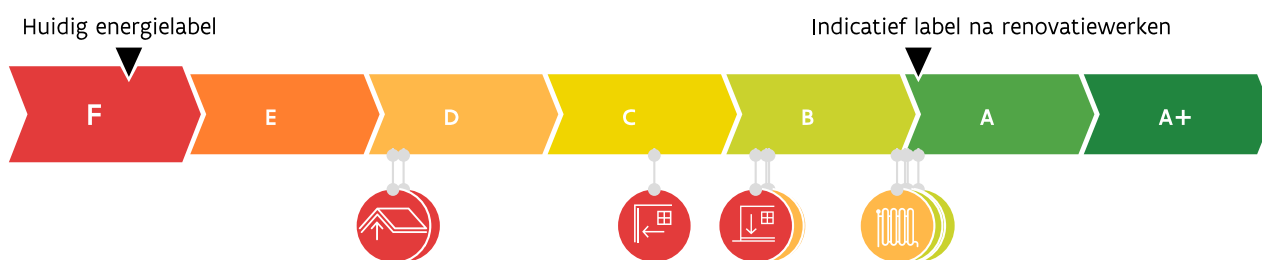 Huidig energielabel
Indicatief label na renovatiewerken
F
E
D
C
B
A
A+